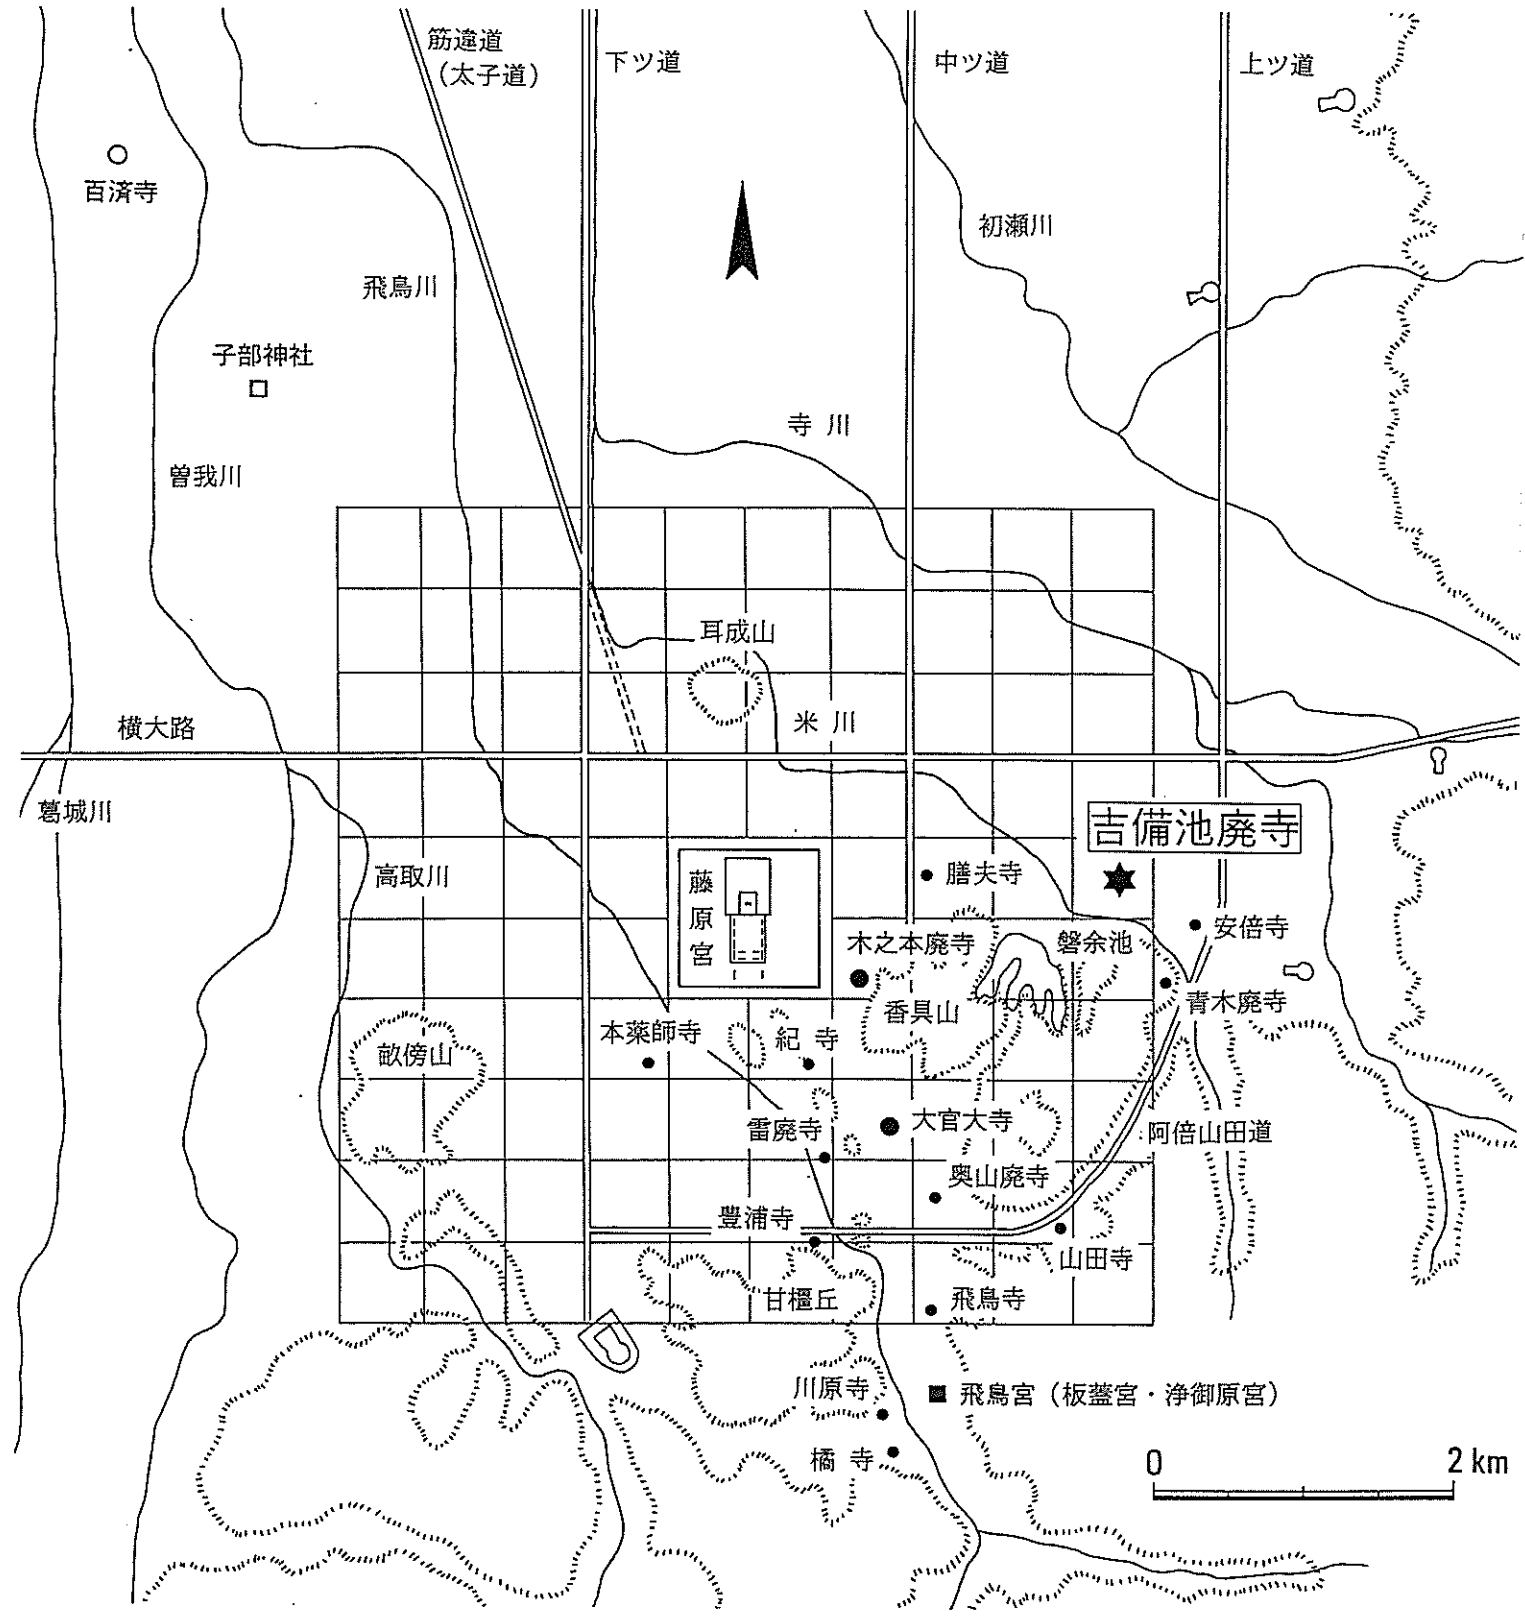 筋違道
（太子道）
下ツ道
中ツ道
上ツ道
百済寺
初瀬川
飛鳥川
子部神社
寺川
曽我川
耳成山
米川
横大路
葛城川
吉備池廃寺
高取川
藤原宮
膳夫寺
安倍寺
木之本廃寺
磐余池
青木廃寺
香具山
本薬師寺
紀寺
畝傍山
雷廃寺
大官大寺
阿倍山田道
奥山廃寺
豊浦寺
山田寺
甘橿丘
飛鳥寺
川原寺
飛鳥宮（板蓋宮・浄御原宮）
橘寺
0
2 km